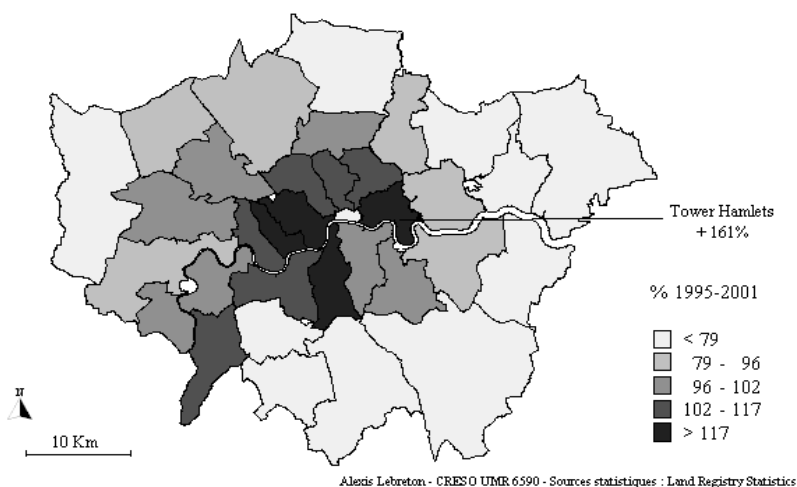 Tower Hamlets
+ 161%
% 1995-2001
< 79
79 - 96
96 - 102
102 - 117
> 117
N
10 Km
Alexis Lebreton - CRESO UMR 6590 - Sources statistiques : Land Registry Statistics